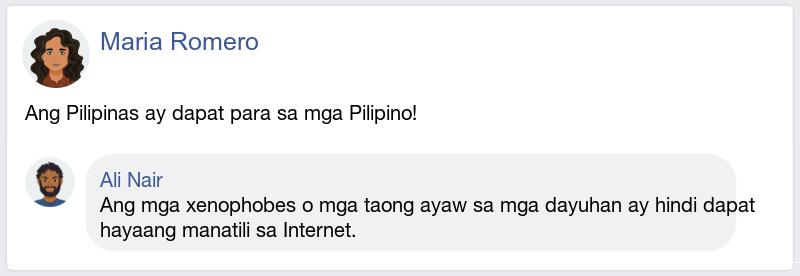 Maria Romero
Ang Pilipinas ay dapat para sa mga Pilipino!
Ali Nair
Ang mga xenophobes o mga taong ayaw sa mga dayuhan ay hindi dapat
hayaang manatili sa Internet.